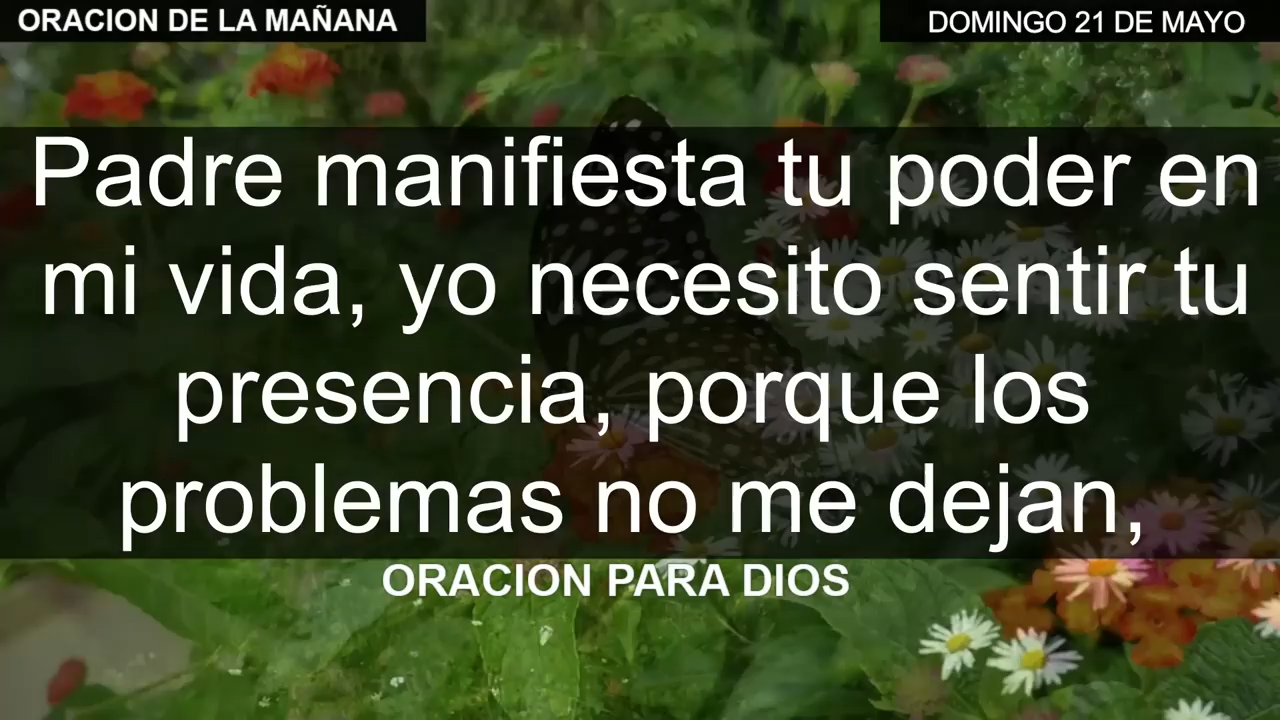 ORACION DE LA MAÑANA
DOMINGO 21 DE MAYO
Padre manifiesta tu poder en
mi vida, yo necesito sentir tu
presencia, porque los
problemas no me dejan,
ORACION PARA DIOS